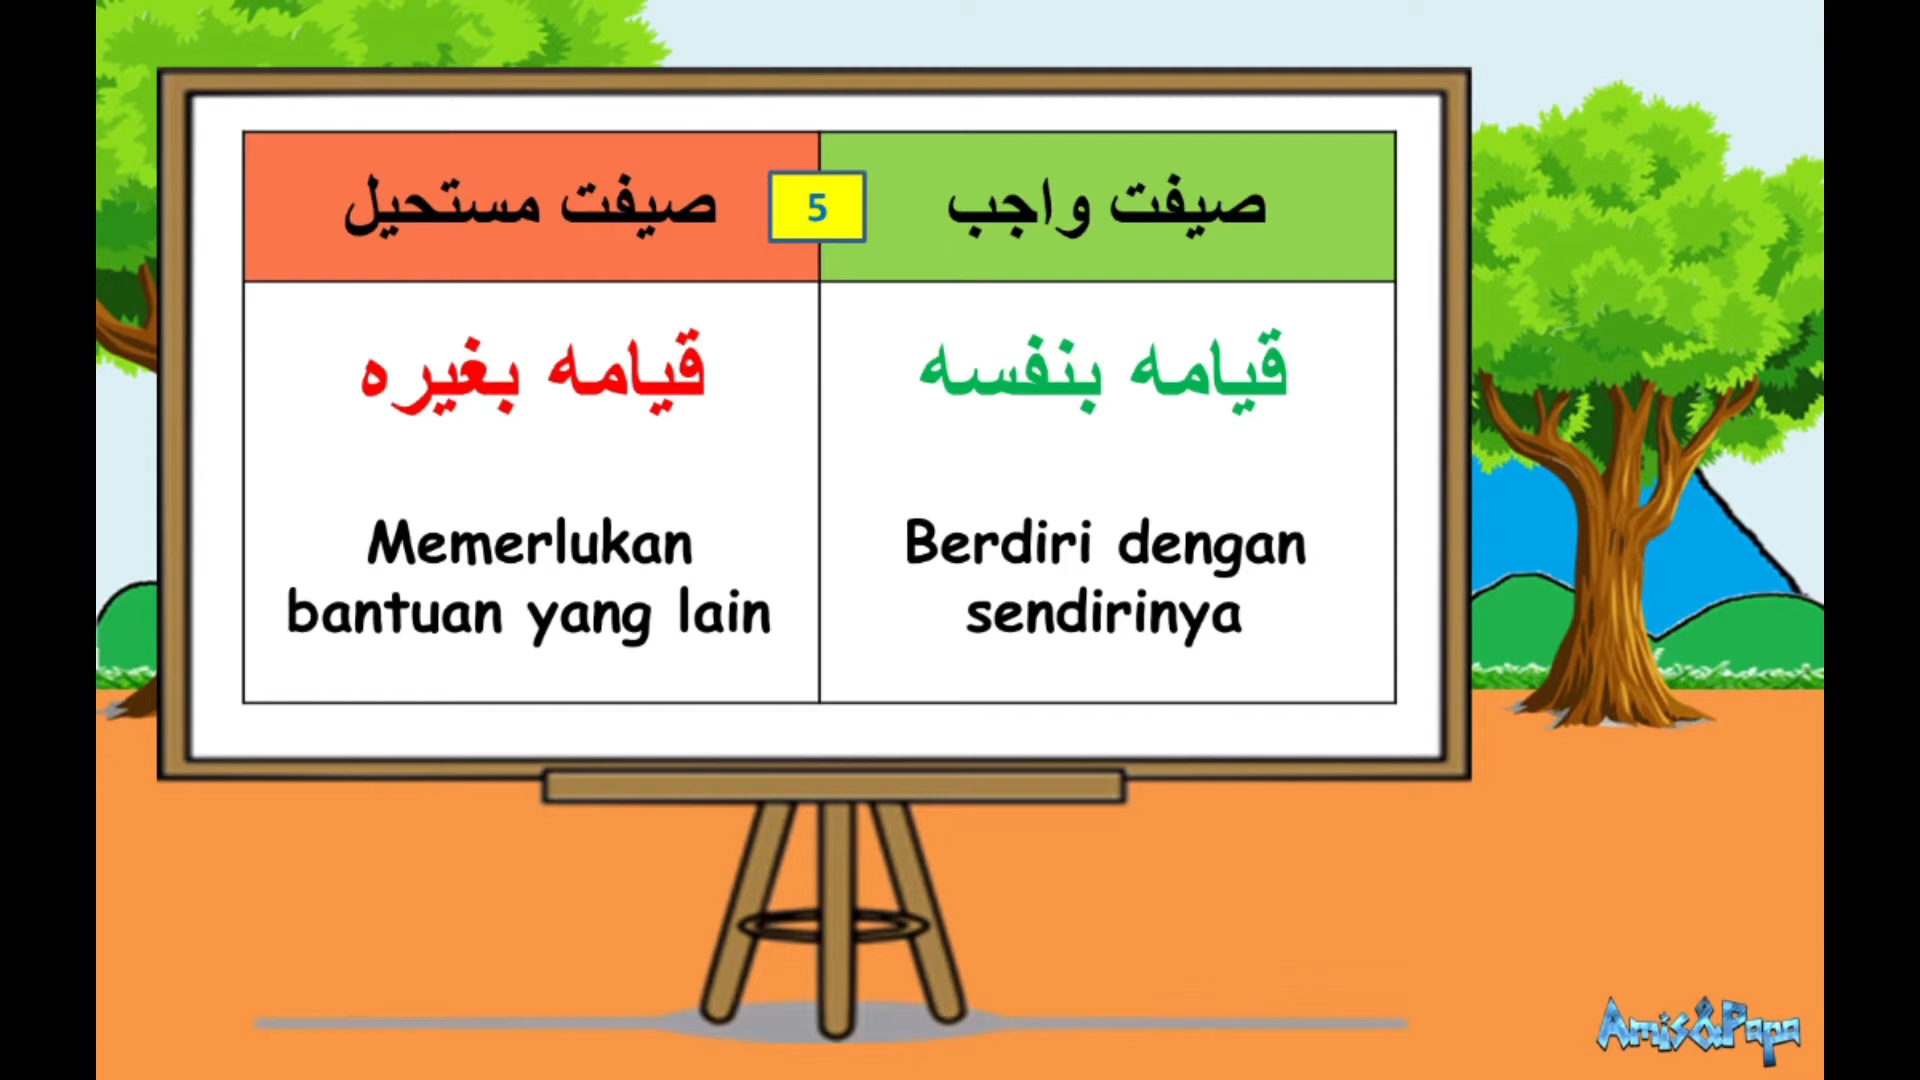 صيفت واجب
5
صيفت مستحيل
قيامه بنفسه
Berdiri dengan
sendirinya
قيامه بغيره
Memerlukan
bantuan yang lain
Amis&Papa